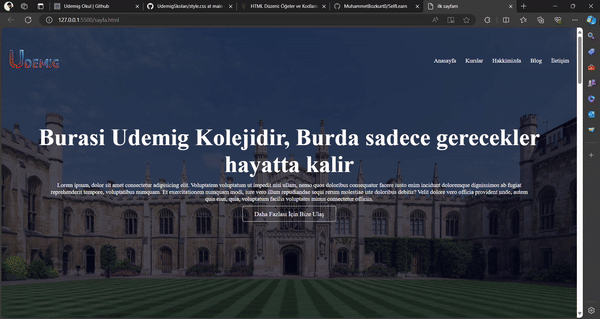 Udemig Okul | Github
UdemigSkolan/style.css at main
HTML Düzenic Öğeler ve Kodları
MuhammetBozkurt0/SelfLearn
ilk sayfam
127.0.0.1:5500/sayfa.html
UDEMIG
Anasayfa Kurslar Hakkimizda Blog İletişim
Burasi Udemig Kolejidir, Burda sadece gerecekler
hayatta kalir
Lorem ipsum, dolor sit amet consectetur adipisicing elit. Voluptatem voluptatum ut impedit nisi ullam, nemo quos doloribus consequatur facere iusto enim incidunt doloremque dignissimos ab fugiat
reprehenderit tempore, voluptatibus numquam. Et exercitationem numquam modi, iure vero illum repudiandae sequi rerum molestiae iste doloribus debitis? Velit dolore vero officia provident unde, autem
quis eius, quia, voluptatum facilis voluptates minus consectetur officiis.
Daha Fazlası İçin Bize Ulaş